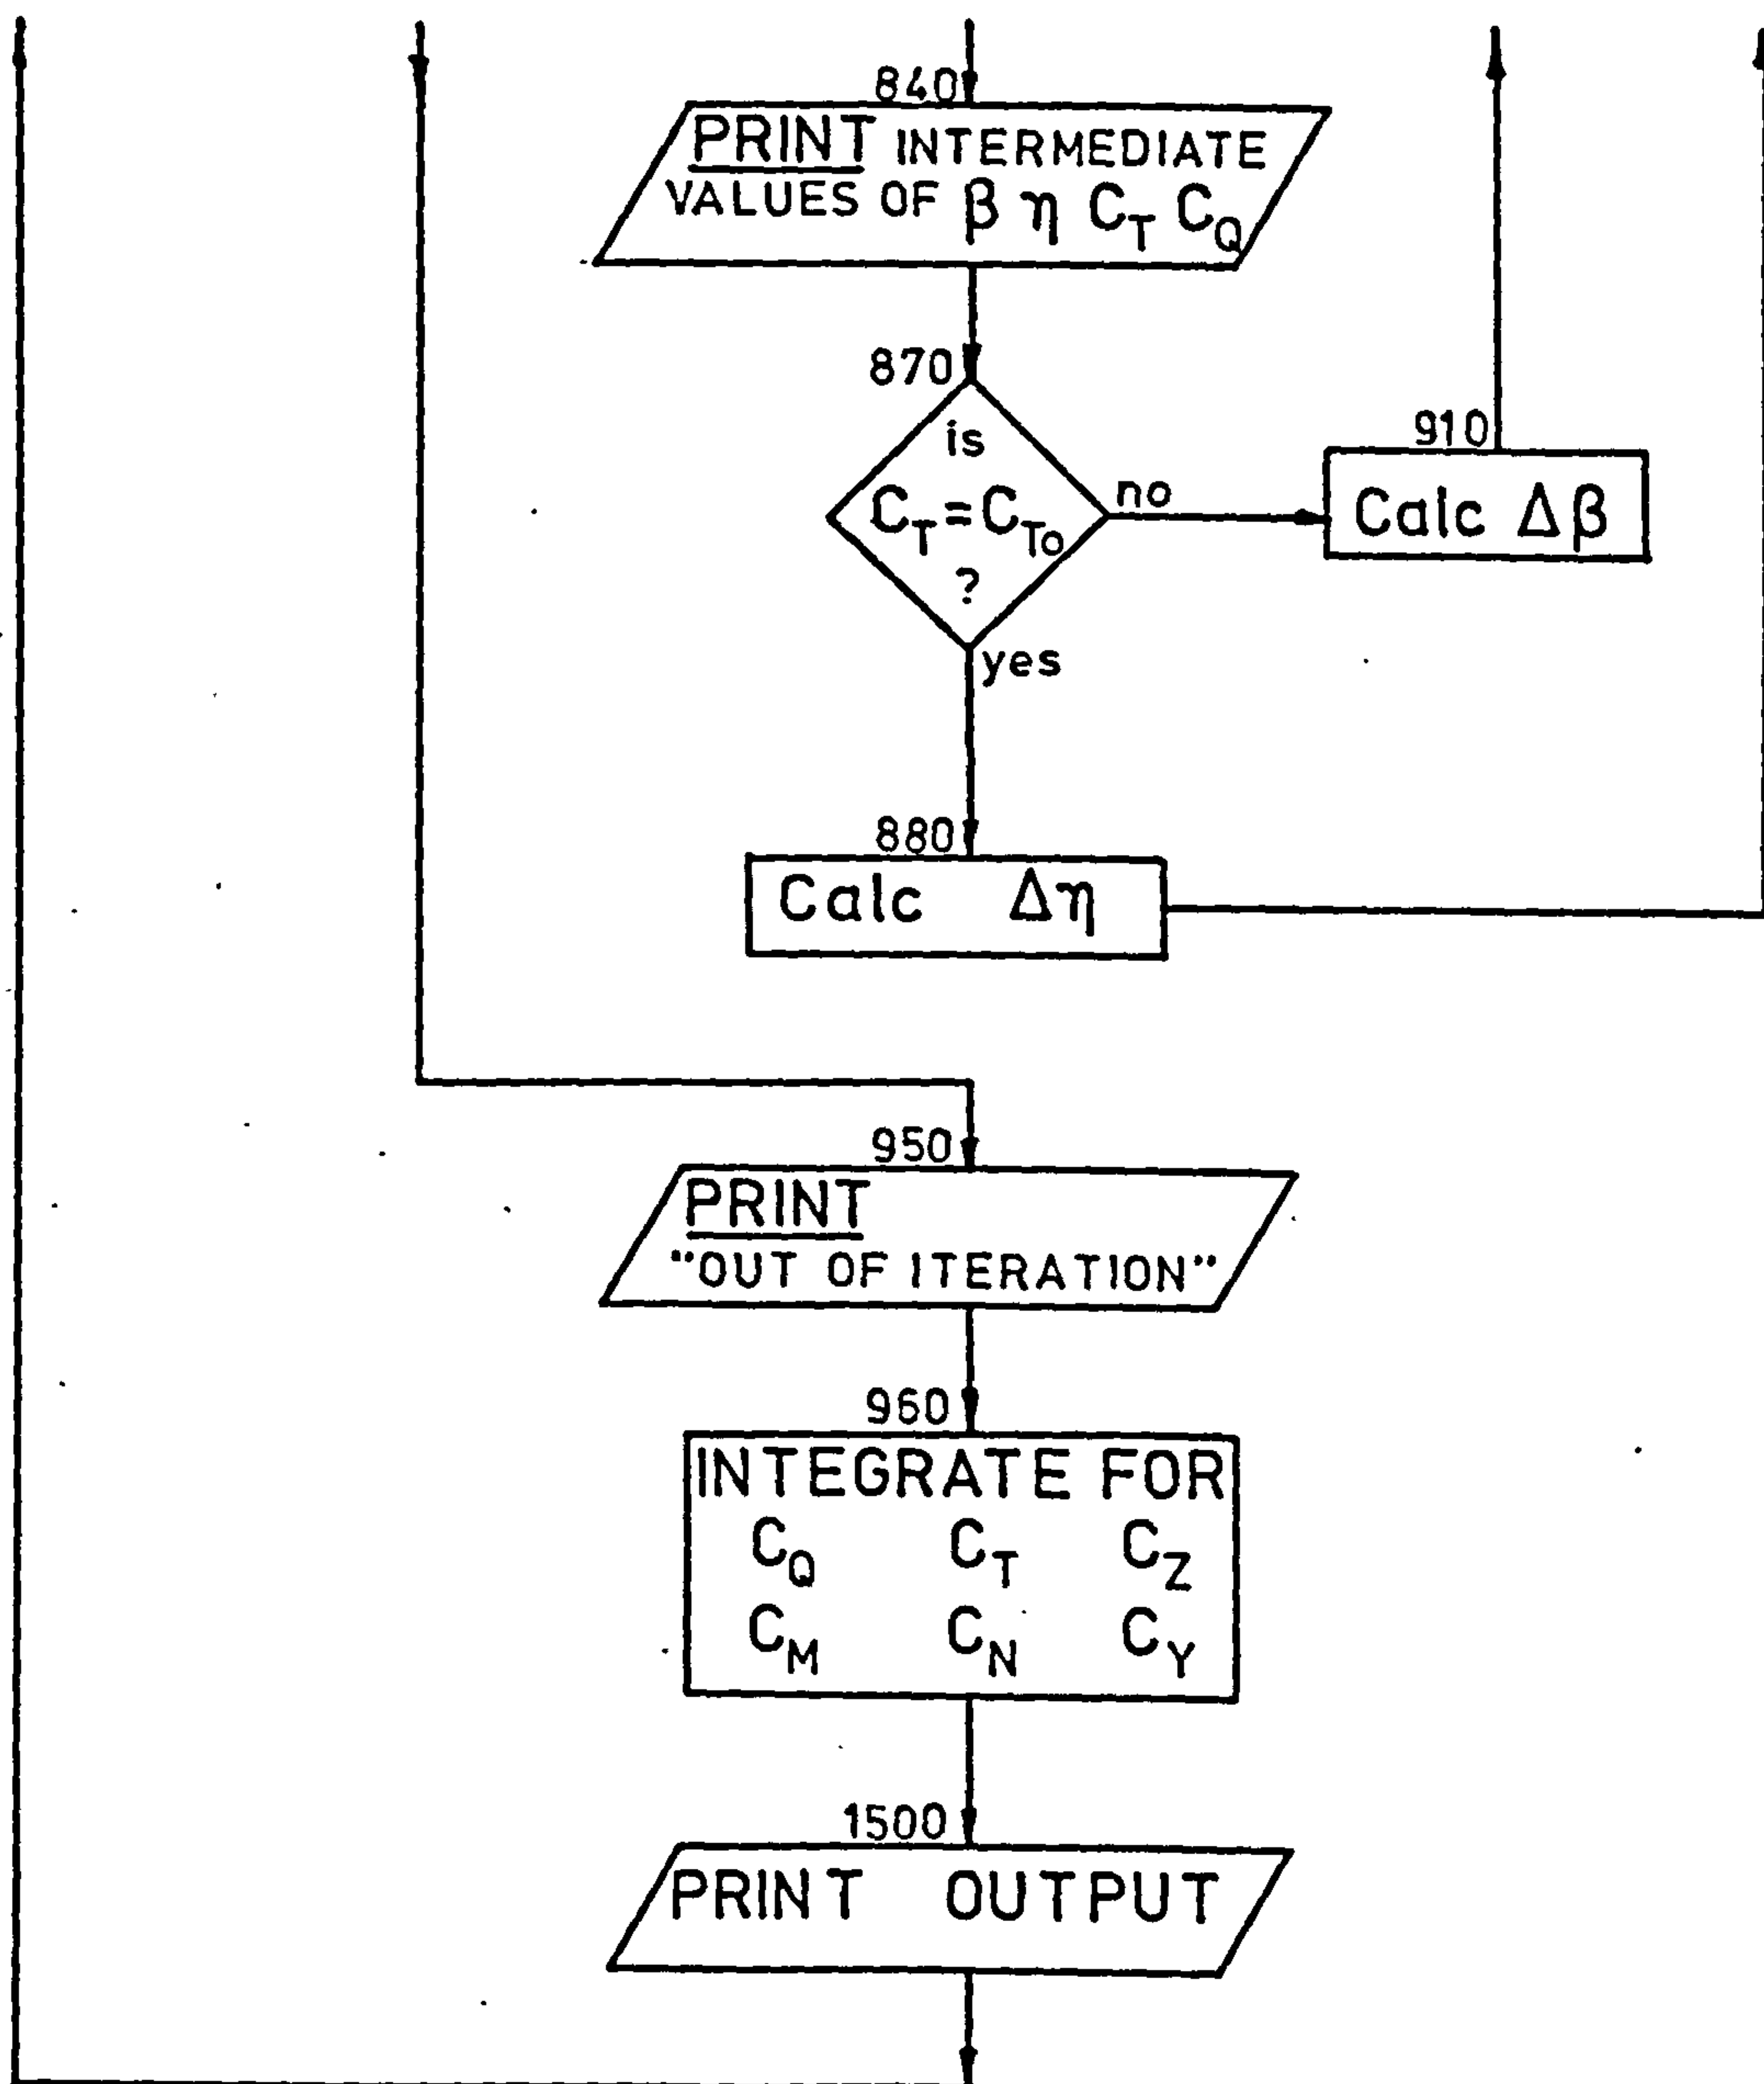 840
PRINT INTERMEDIATE
VALUES OF β η C_T C_Q
870
is
C_T = C_To
?
no
yes
910
Calc Δβ
880
Calc Δη
950
PRINT
"OUT OF ITERATION"
960
INTEGRATE FOR
C_Q C_T C_Z
C_M C_N C_Y
1500
PRINT OUTPUT